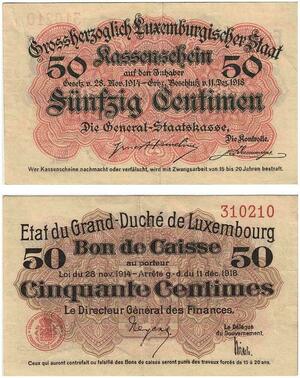 Grossherzoglich Luxemburgischer Staat
50 Kassenschein 50
auf den Inhaber
Gesetz v. 28. Nov. 1914 - Grzg. Beschluß v. 11. Dez. 1918
Fünfzig Centimen
Die General-Staatskasse,
Die Kontrolle.
Wer Kassenscheine nachmacht oder verfälscht, wird mit Zwangsarbeit von 15 bis 20 Jahren bestraft.
310210
Etat du Grand-Duché de Luxembourg
50 Bon de Caisse 50
au porteur
Loi du 28 nov. 1914 - Arrêté g.-d. du 11 déc. 1918
Cinquante Centimes
Le Directeur Général des Finances.
Le Délégué
du Gouvernement.
Ceux qui auront contrefait ou falsifié des Bons de caisse seront punis des travaux forcés de 15 à 20 ans.